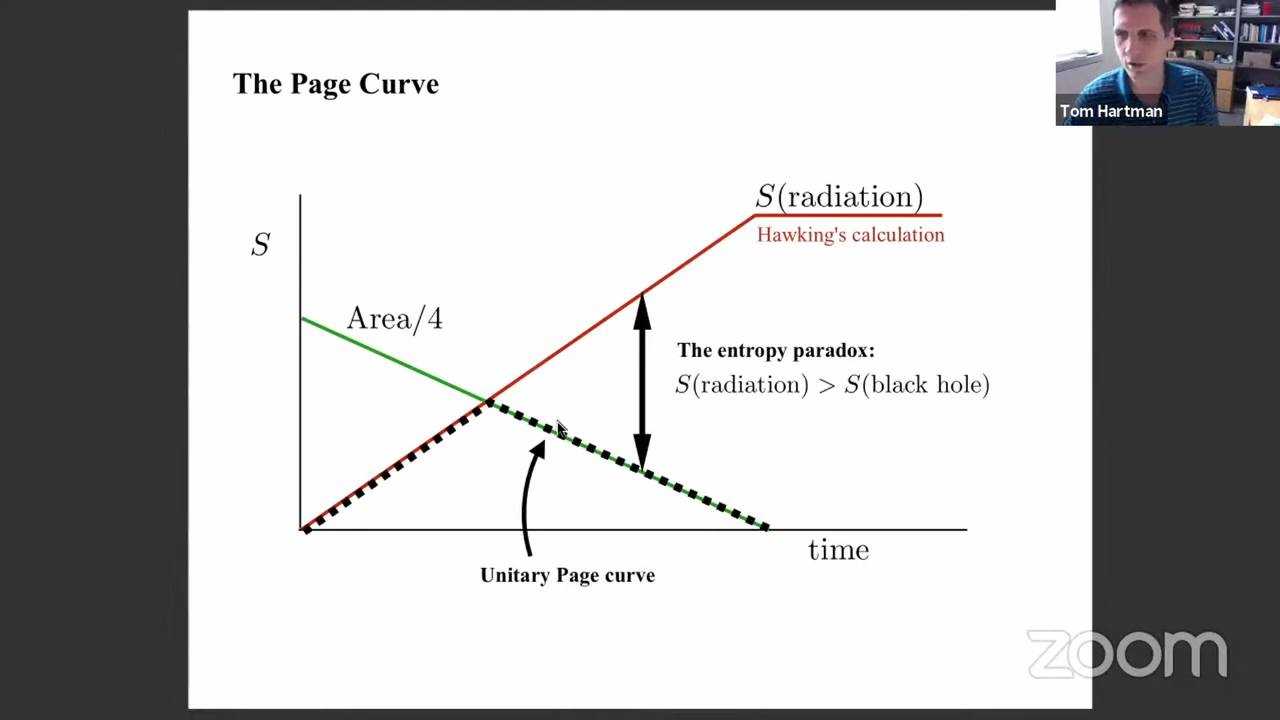 The Page Curve
Tom Hartman
S(radiation)
Hawking's calculation
S
Area/4
The entropy paradox:
S(radiation) > S(black hole)
time
Unitary Page curve
zoom